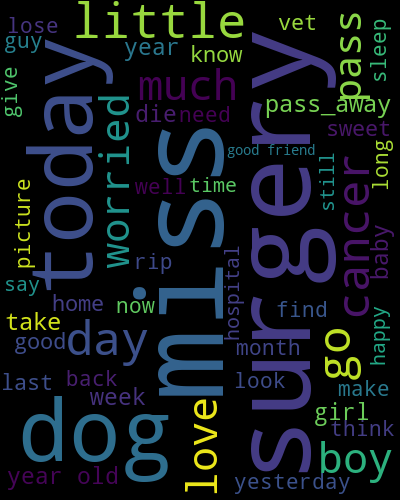 lose
little
vet
pass
sleep
guy
year
know
today
surgery
give
much
pass_away
die
need
sweet
worried
miss
good friend
cancer
long
still
well
time
picture
rip
hospital
baby
say
home
now
find
happy
take
good
day
month
go
last
back
look
make
week
dog
love
girl
think
boy
year old
yesterday